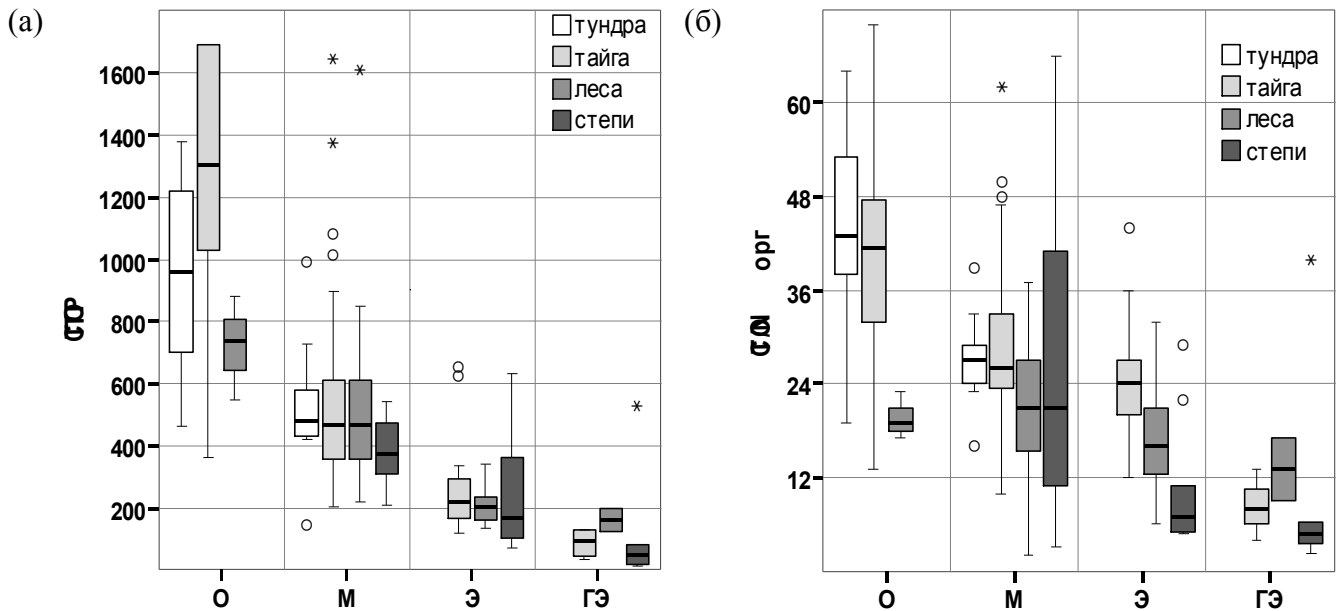 (а)
тундра
тайга
леса
степи
1600
1400
1200
1000
800
600
400
200
О
М
Э
ГЭ
(б)
тундра
тайга
леса
степи
60
48
36
24
12
орг
О
М
Э
ГЭ